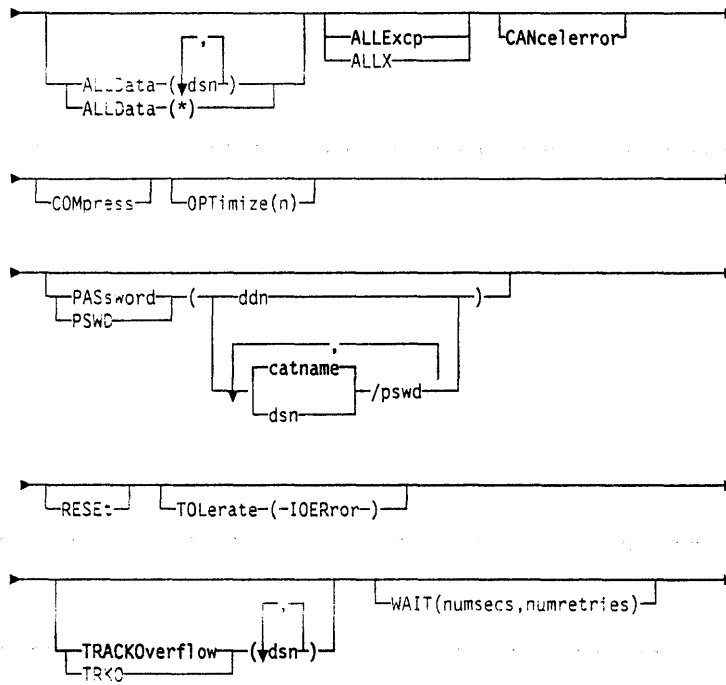 ,
ALLData (dsn)
ALLData (*)
ALLExcp
ALLX
CANcelerror
COMpress
OPTimize(n)
PASsword
PSWD
( ddn )
,
catname
dsn
/pswd
RESEt
TOLerate (-IOERror )
,
TRACKOverflow
TRKO
(dsn )
WAIT(numsecs,numretries)